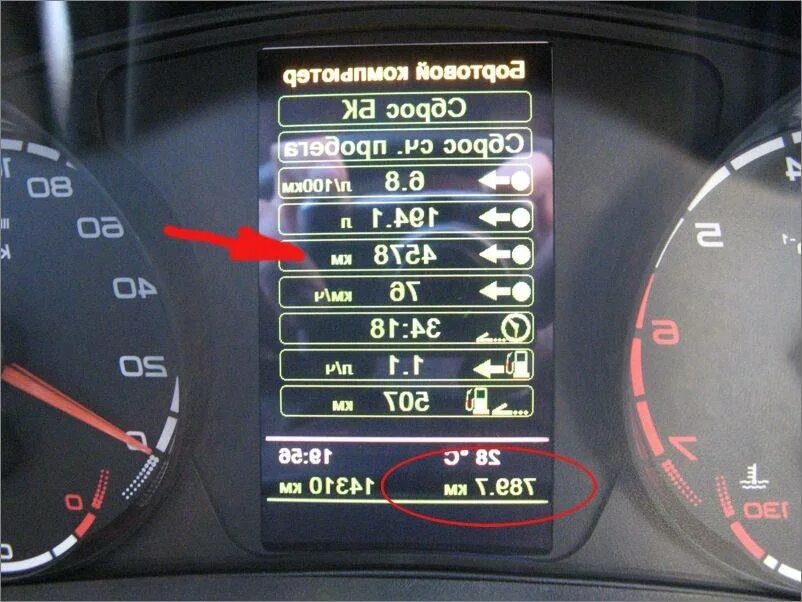 Бортовой компьютер
Сброс БК
Сброс сч. пробега
6.8 л/100км
194.1 л
4578 км
76 км/ч
34:18
1.1 л/ч
507 км
28 °C 19:56
789.7 км 14310 км
4
5
6
7
130
80
60
40
20
0
0